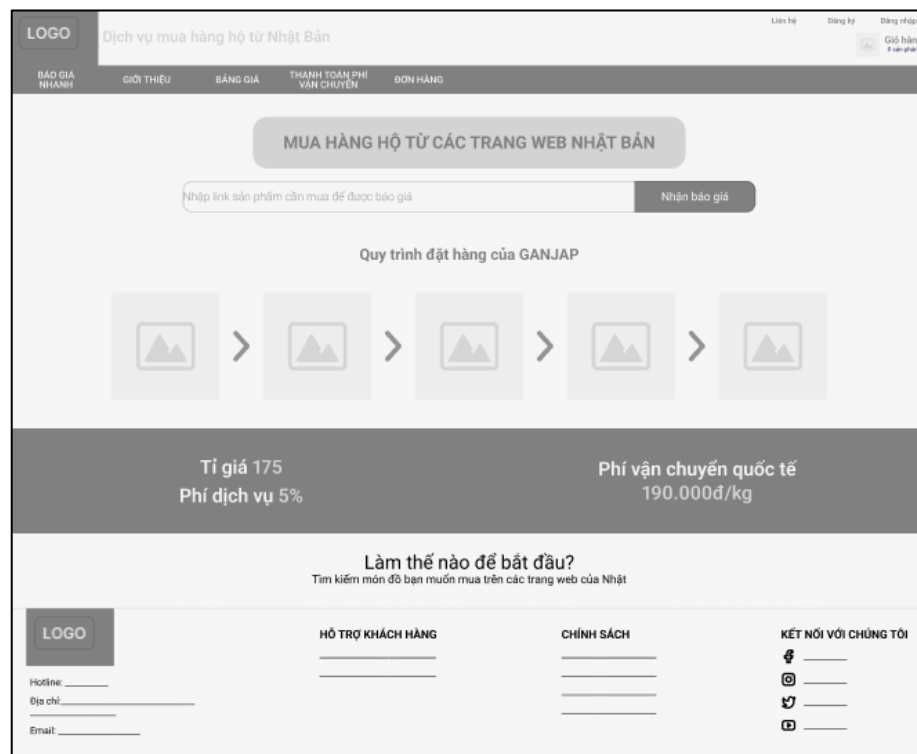 LOGO
Dịch vụ mua hàng hộ từ Nhật Bản
Liên hệ
Đăng ký
Đăng nhập
Giỏ hàn
0 sản phẩm
BÁO GIÁ
NHANH
GIỚI THIỆU
BẢNG GIÁ
THANH TOÁN PHÍ
VẬN CHUYỂN
ĐƠN HÀNG
MUA HÀNG HỘ TỪ CÁC TRANG WEB NHẬT BẢN
Nhập link sản phẩm cần mua để được báo giá
Nhận báo giá
Quy trình đặt hàng của GANJAP
Tỉ giá 175
Phí dịch vụ 5%
Phí vận chuyển quốc tế
190.000đ/kg
Làm thế nào để bắt đầu?
Tìm kiếm món đồ bạn muốn mua trên các trang web của Nhật
LOGO
Hotline:
Địa chỉ:
Email:
HỖ TRỢ KHÁCH HÀNG
CHÍNH SÁCH
KẾT NỐI VỚI CHÚNG TÔI